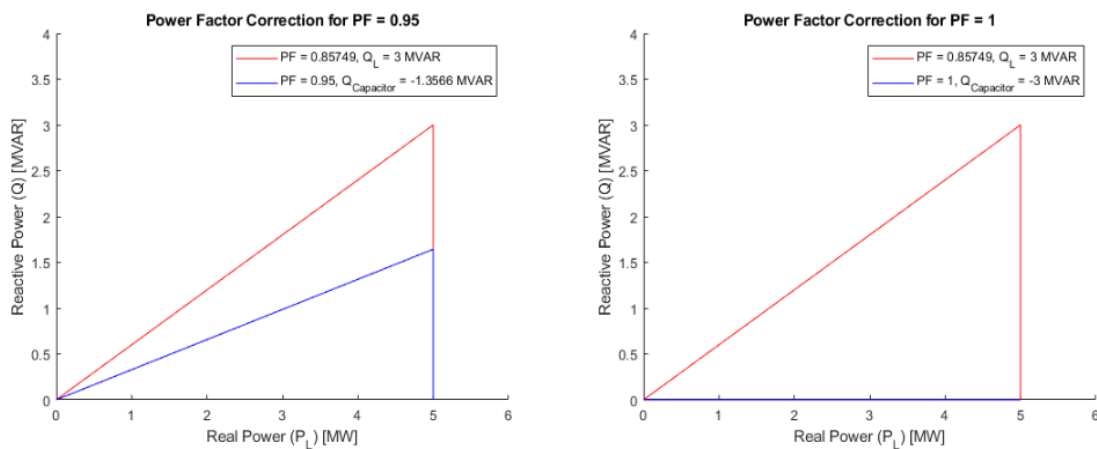 Power Factor Correction for PF = 0.95
PF = 0.85749, Q_L = 3 MVAR
PF = 0.95, Q_Capacitor = -1.3566 MVAR
Reactive Power (Q) [MVAR]
4
3.5
3
2.5
2
1.5
1
0.5
0
0 1 2 3 4 5 6
Real Power (P_L) [MW]
Power Factor Correction for PF = 1
PF = 0.85749, Q_L = 3 MVAR
PF = 1, Q_Capacitor = -3 MVAR
Reactive Power (Q) [MVAR]
4
3.5
3
2.5
2
1.5
1
0.5
0
0 1 2 3 4 5 6
Real Power (P_L) [MW]